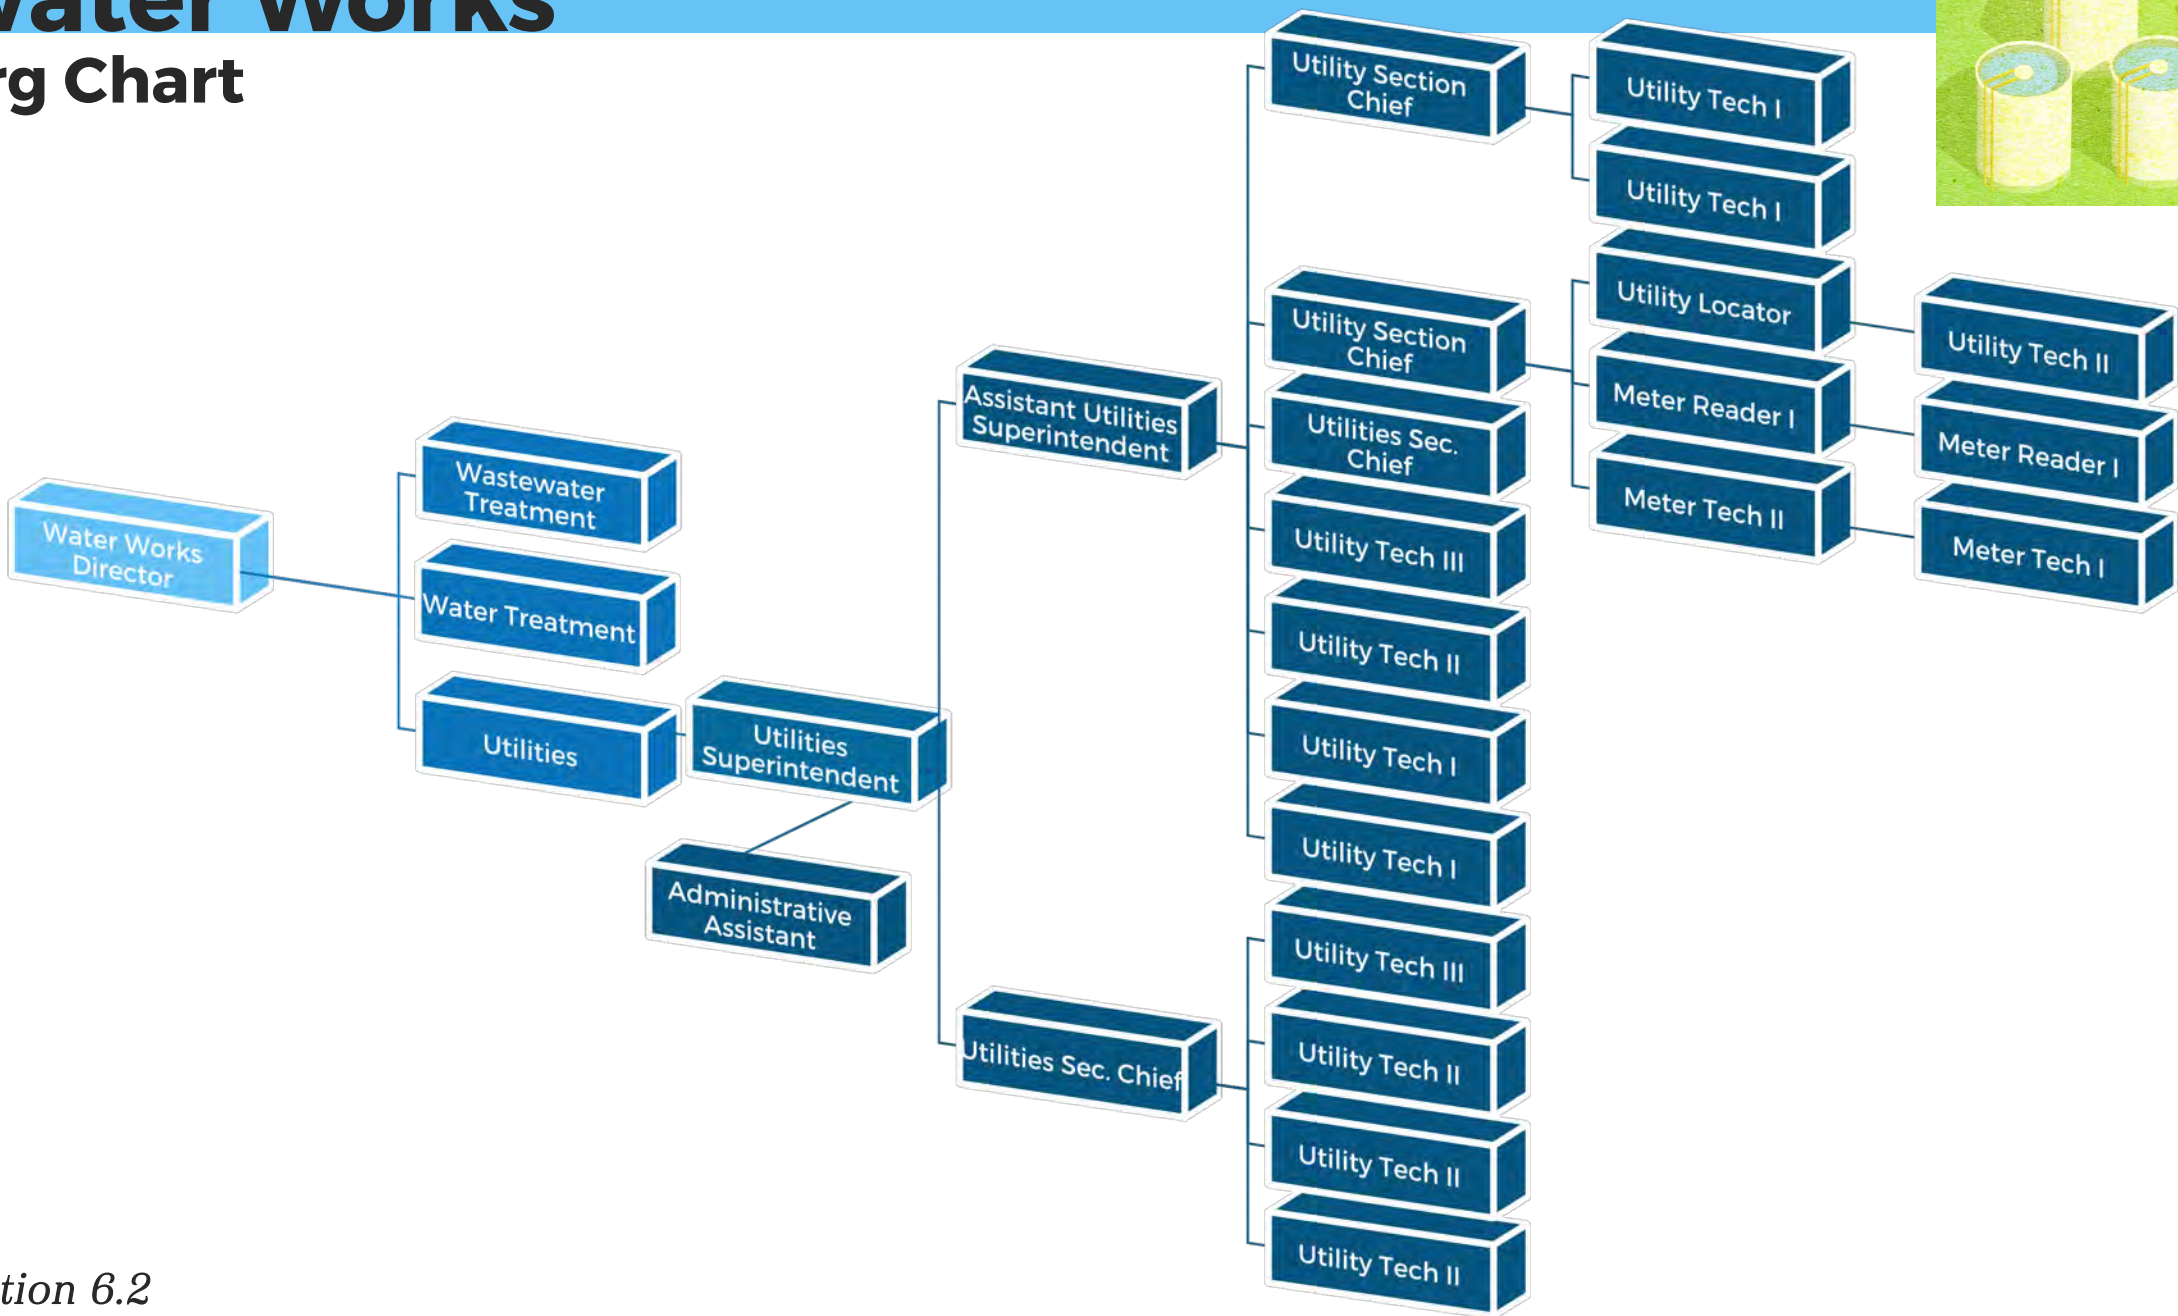 Water Works
rg Chart
Utility Section
Chief
Utility Tech I
Utility Tech I
Utility Section
Chief
Utility Locator
Utility Tech II
Meter Reader I
Meter Reader I
Meter Tech II
Meter Tech I
Assistant Utilities
Superintendent
Utilities Sec.
Chief
Utility Tech III
Utility Tech II
Utility Tech I
Utility Tech I
Wastewater
Treatment
Water Works
Director
Water Treatment
Utilities
Utilities
Superintendent
Administrative
Assistant
Utilities Sec. Chief
Utility Tech III
Utility Tech II
Utility Tech II
Utility Tech II
tion 6.2